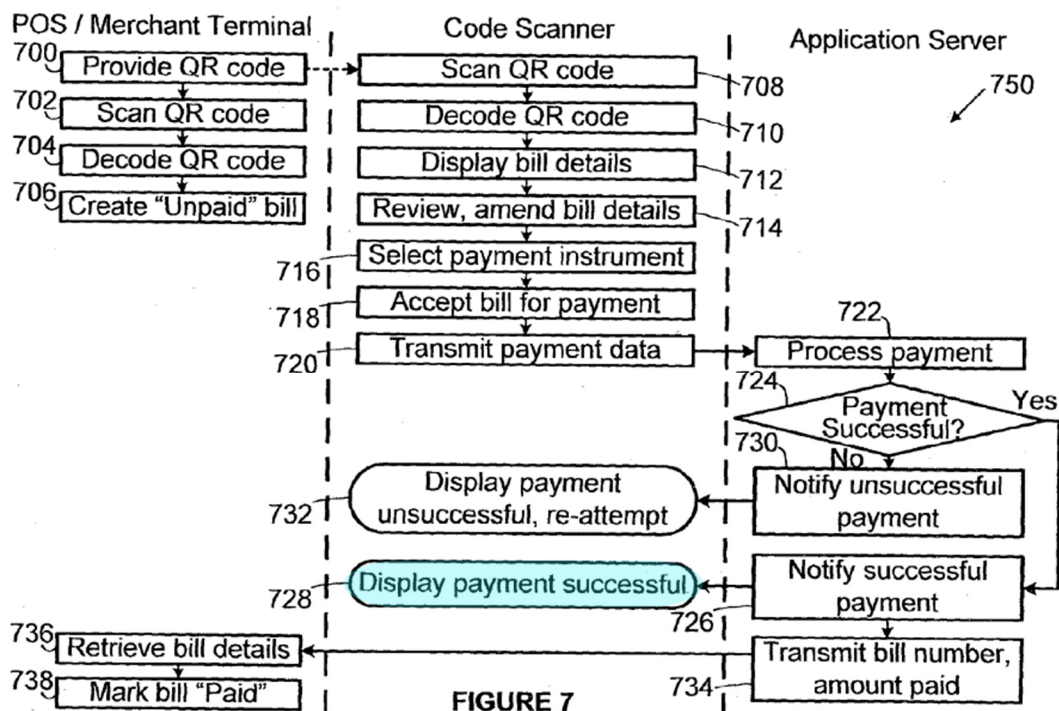 POS / Merchant Terminal
Code Scanner
Application Server
700
Provide QR code
Scan QR code
708
750
702
Scan QR code
Decode QR code
710
704
Decode QR code
Display bill details
712
706
Create “Unpaid” bill
Review, amend bill details
714
716
Select payment instrument
718
Accept bill for payment
722
720
Transmit payment data
Process payment
724
Payment
Successful?
Yes
730
No
732
Display payment
unsuccessful, re-attempt
Notify unsuccessful
payment
728
Display payment successful
Notify successful
payment
726
736
Retrieve bill details
Transmit bill number,
amount paid
734
738
Mark bill “Paid”
FIGURE 7